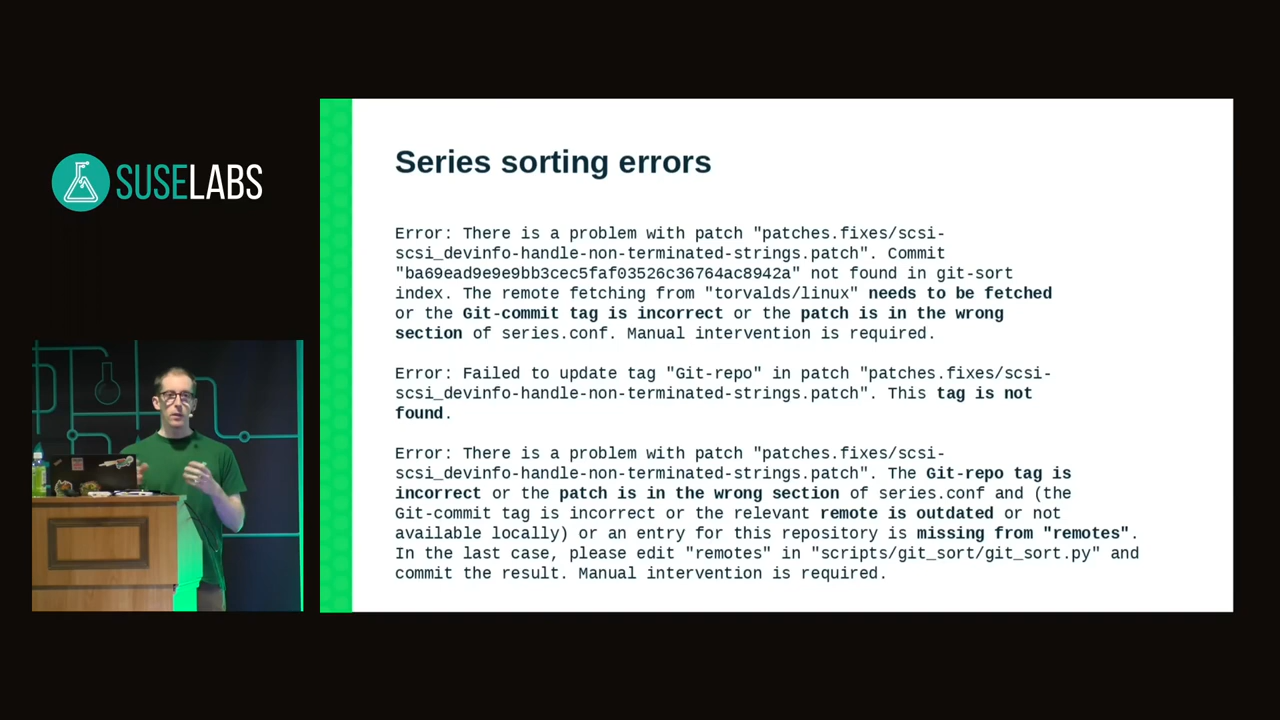 SUSELABS
Series sorting errors
Error: There is a problem with patch "patches.fixes/scsi-
scsi_devinfo-handle-non-terminated-strings.patch". Commit
"ba69ead9e9e9bb3cec5faf03526c36764ac8942a" not found in git-sort
index. The remote fetching from "torvalds/linux" needs to be fetched
or the Git-commit tag is incorrect or the patch is in the wrong
section of series.conf. Manual intervention is required.
Error: Failed to update tag "Git-repo" in patch "patches.fixes/scsi-
scsi_devinfo-handle-non-terminated-strings.patch". This tag is not
found.
Error: There is a problem with patch "patches.fixes/scsi-
scsi_devinfo-handle-non-terminated-strings.patch". The Git-repo tag is
incorrect or the patch is in the wrong section of series.conf and (the
Git-commit tag is incorrect or the relevant remote is outdated or not
available locally) or an entry for this repository is missing from "remotes".
In the last case, please edit "remotes" in "scripts/git_sort/git_sort.py" and
commit the result. Manual intervention is required.